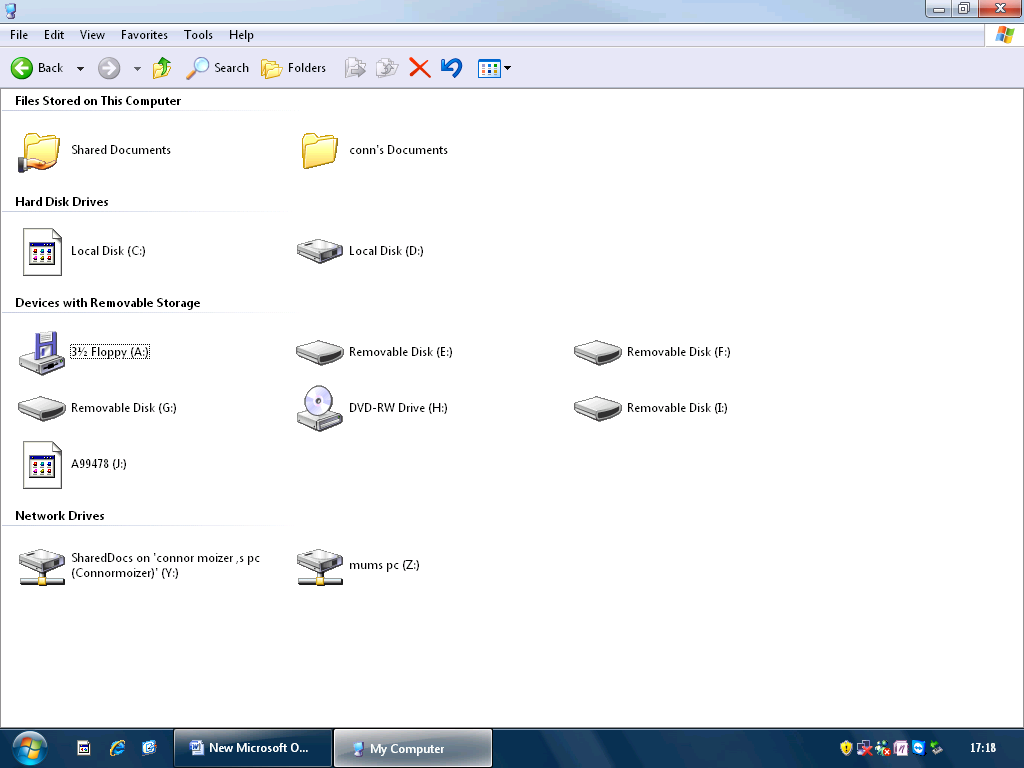 File Edit View Favorites Tools Help
Back Search Folders
Files Stored on This Computer
Shared Documents conn's Documents
Hard Disk Drives
Local Disk (C:) Local Disk (D:)
Devices with Removable Storage
3½ Floppy (A:) Removable Disk (E:) Removable Disk (F:)
Removable Disk (G:) DVD-RW Drive (H:) Removable Disk (I:)
A99478 (J:)
Network Drives
SharedDocs on 'connor moizer ,s pc
(Connormoizer)' (Y:) mums pc (Z:)
New Microsoft O... My Computer 17:18